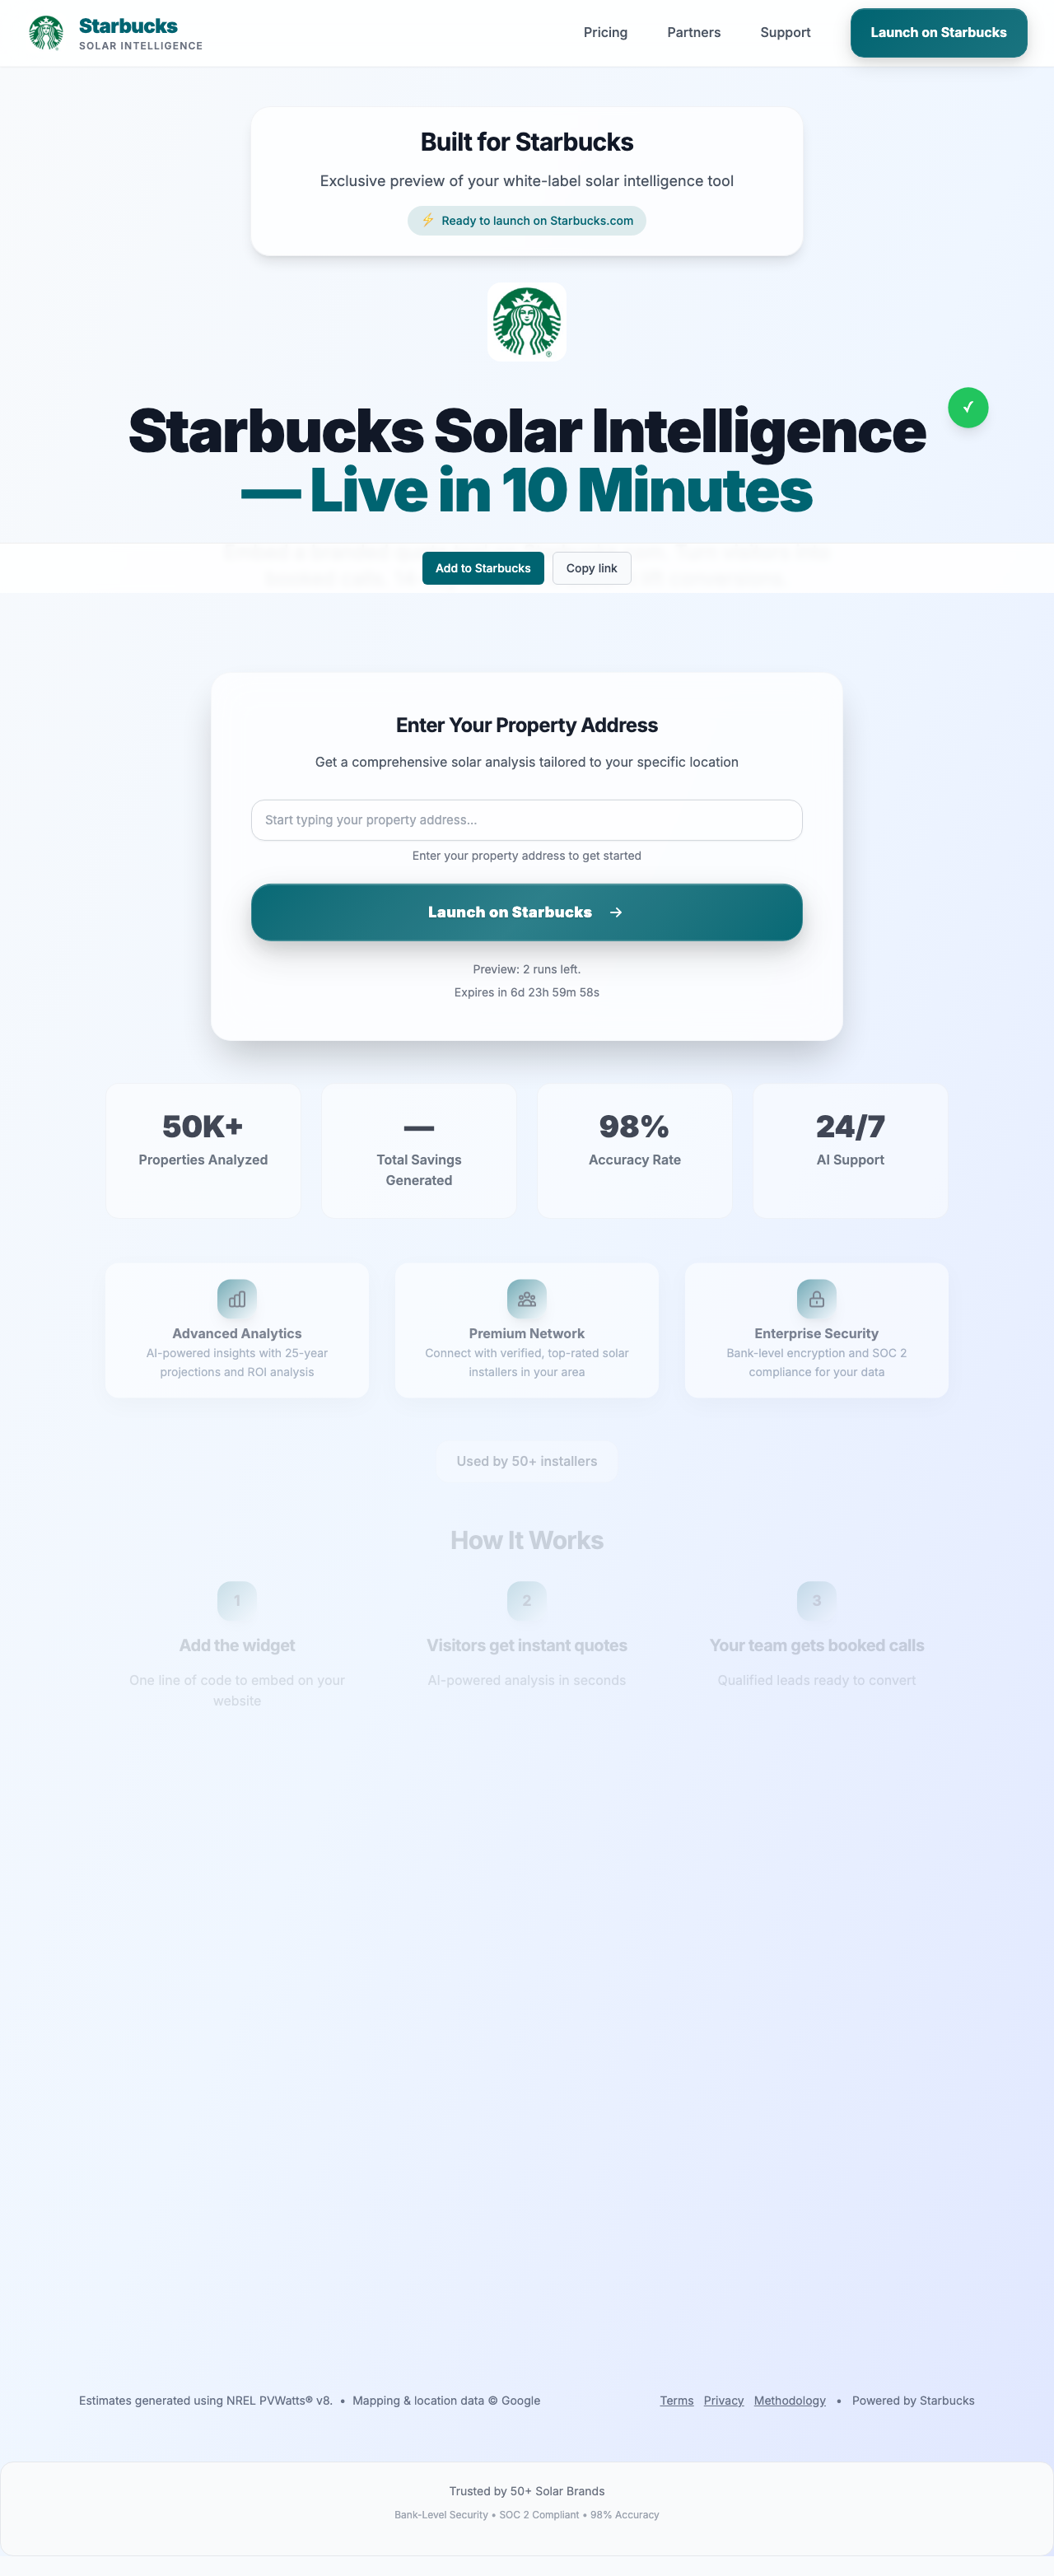 Starbucks
SOLAR INTELLIGENCE
Pricing
Partners
Support
Launch on Starbucks
Built for Starbucks
Exclusive preview of your white-label solar intelligence tool
⚡ Ready to launch on Starbucks.com
Starbucks Solar Intelligence
— Live in 10 Minutes
✓
Add to Starbucks
Copy link
Enter Your Property Address
Get a comprehensive solar analysis tailored to your specific location
Start typing your property address...
Enter your property address to get started
Launch on Starbucks →
Preview: 2 runs left.
Expires in 6d 23h 59m 58s
50K+
Properties Analyzed
—
Total Savings
Generated
98%
Accuracy Rate
24/7
AI Support
Advanced Analytics
AI-powered insights with 25-year
projections and ROI analysis
Premium Network
Connect with verified, top-rated solar
installers in your area
Enterprise Security
Bank-level encryption and SOC 2
compliance for your data
Used by 50+ installers
How It Works
1
Add the widget
One line of code to embed on your
website
2
Visitors get instant quotes
AI-powered analysis in seconds
3
Your team gets booked calls
Qualified leads ready to convert
Estimates generated using NREL PVWatts® v8. • Mapping & location data © Google
Terms Privacy Methodology • Powered by Starbucks
Trusted by 50+ Solar Brands
Bank-Level Security • SOC 2 Compliant • 98% Accuracy